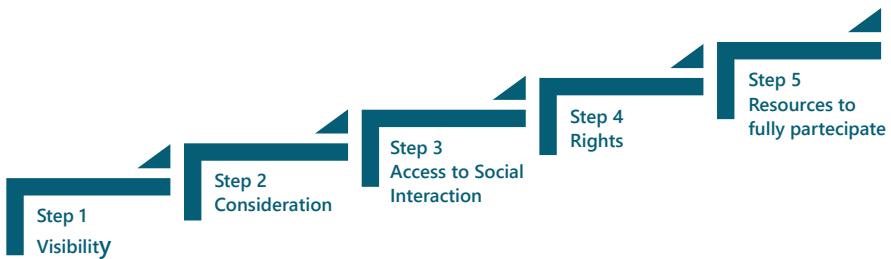 Step 1
Visibility
Step 2
Consideration
Step 3
Access to Social
Interaction
Step 4
Rights
Step 5
Resources to
fully partecipate